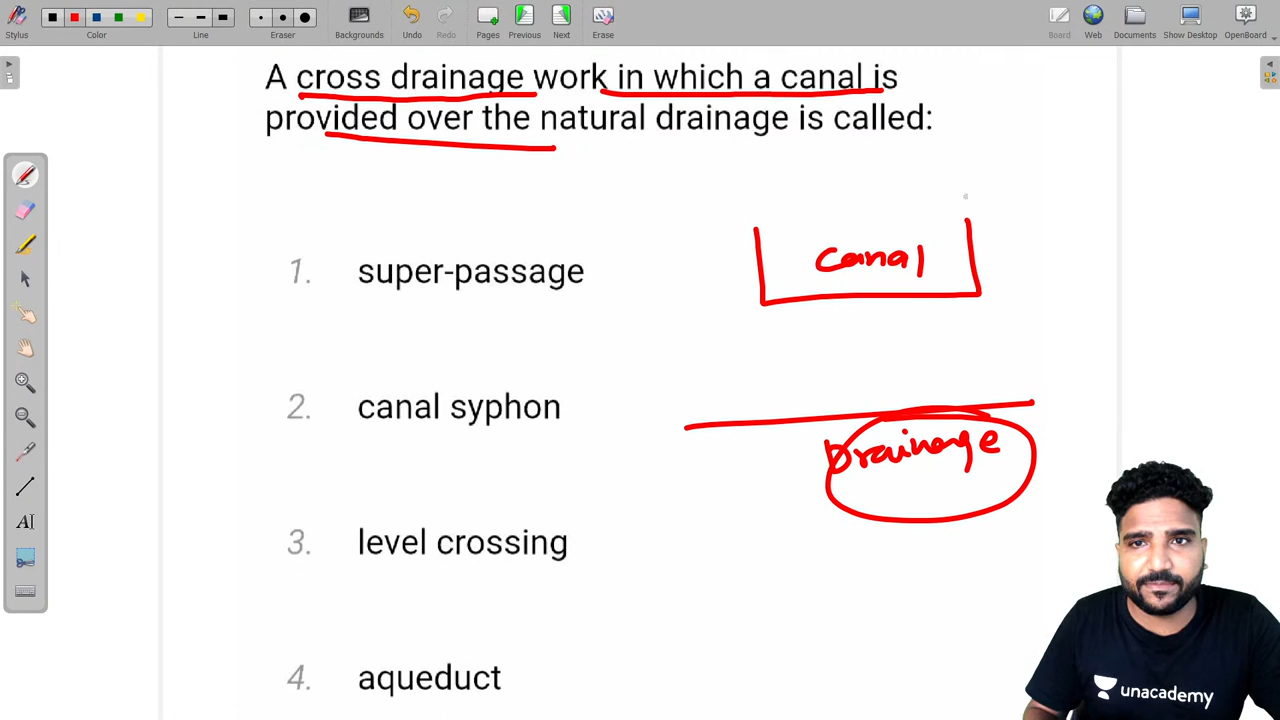 Stylus
Color
Line
Eraser
Backgrounds
Undo
Redo
Pages
Previous
Next
Erase
Board
Web
Documents
Show Desktop
OpenBoard
A cross drainage work in which a canal is
provided over the natural drainage is called:
1. super-passage
canal
2. canal syphon
Drainage
3. level crossing
4. aqueduct
unacademy